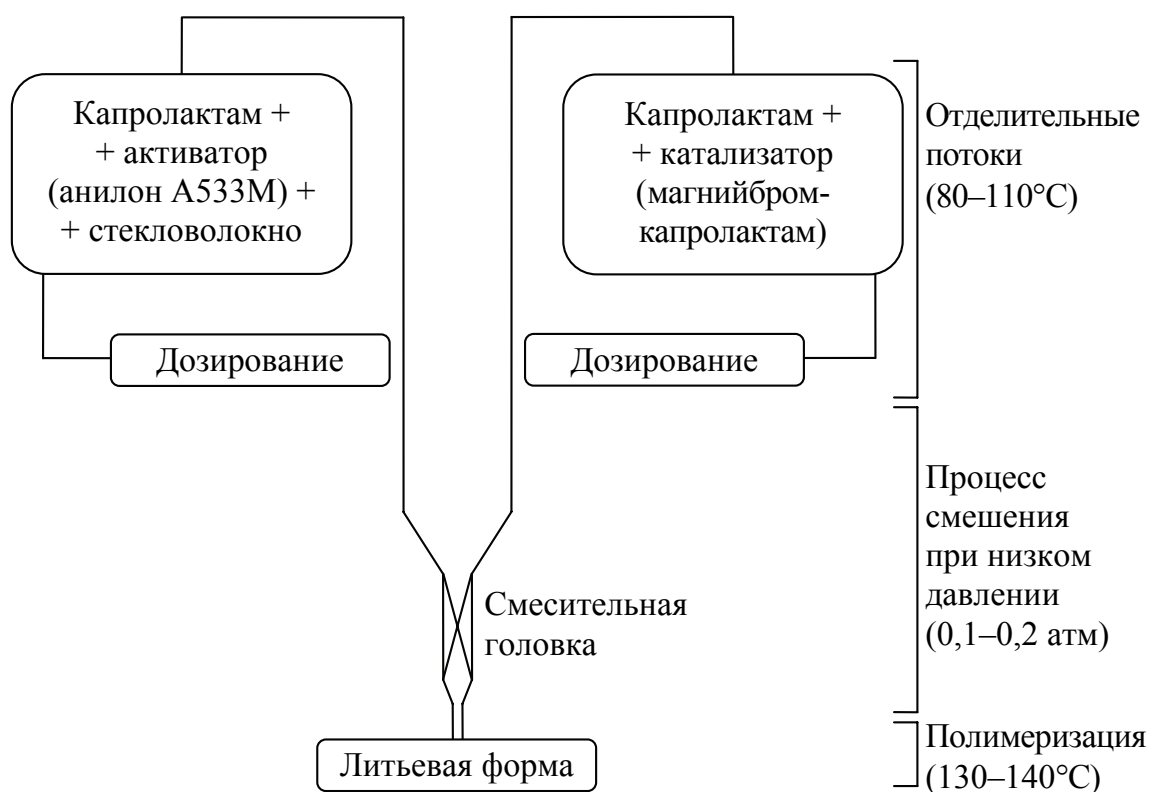 Капролактам +
+ активатор
(анилон А533М) +
+ стекловолокно
Капролактам +
+ катализатор
(магнийбром-
капролактам)
Отделительные
потоки
(80–110°С)
Дозирование
Дозирование
Процесс
смешения
при низком
давлении
(0,1–0,2 атм)
Смесительная
головка
Литьевая форма
Полимеризация
(130–140°С)